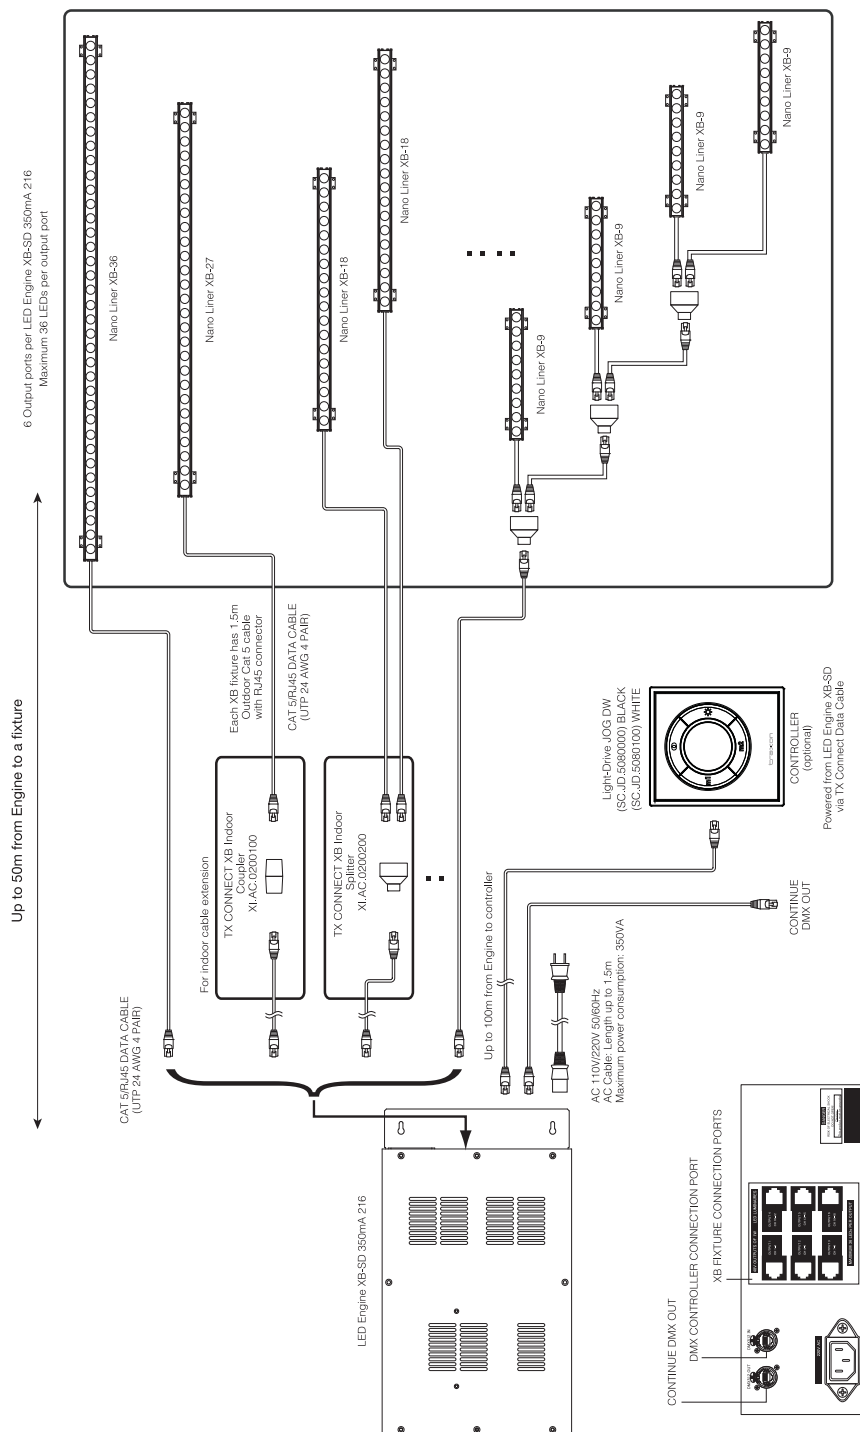 Up to 50m from Engine to a fixture
6 Output ports per LED Engine XB-SD 350mA 216
Maximum 36 LEDs per output port
Nano Liner XB-36
Nano Liner XB-27
Nano Liner XB-18
Nano Liner XB-18
Nano Liner XB-9
Nano Liner XB-9
Nano Liner XB-9
Nano Liner XB-9
CAT 5/RJ45 DATA CABLE
(UTP 24 AWG 4 PAIR)
For indoor cable extension
TX CONNECT XB Indoor
Coupler
XI.AC.0200100
Each XB fixture has 1.5m
Outdoor Cat 5 cable
with RJ45 connector
CAT 5/RJ45 DATA CABLE
(UTP 24 AWG 4 PAIR)
TX CONNECT XB Indoor
Splitter
XI.AC.0200200
Up to 100m from Engine to controller
AC 110V/220V 50/60Hz
AC Cable: Length up to 1.5m
Maximum power consumption: 350VA
Light-Drive JOG DW
(SC.JD.5080000) BLACK
(SC.JD.5080100) WHITE
CONTROLLER
(optional)
Powered from LED Engine XB-SD
via TX Connect Data Cable
CONTINUE
DMX OUT
LED Engine XB-SD 350mA 216
CONTINUE DMX OUT
DMX CONTROLLER CONNECTION PORT
XB FIXTURE CONNECTION PORTS